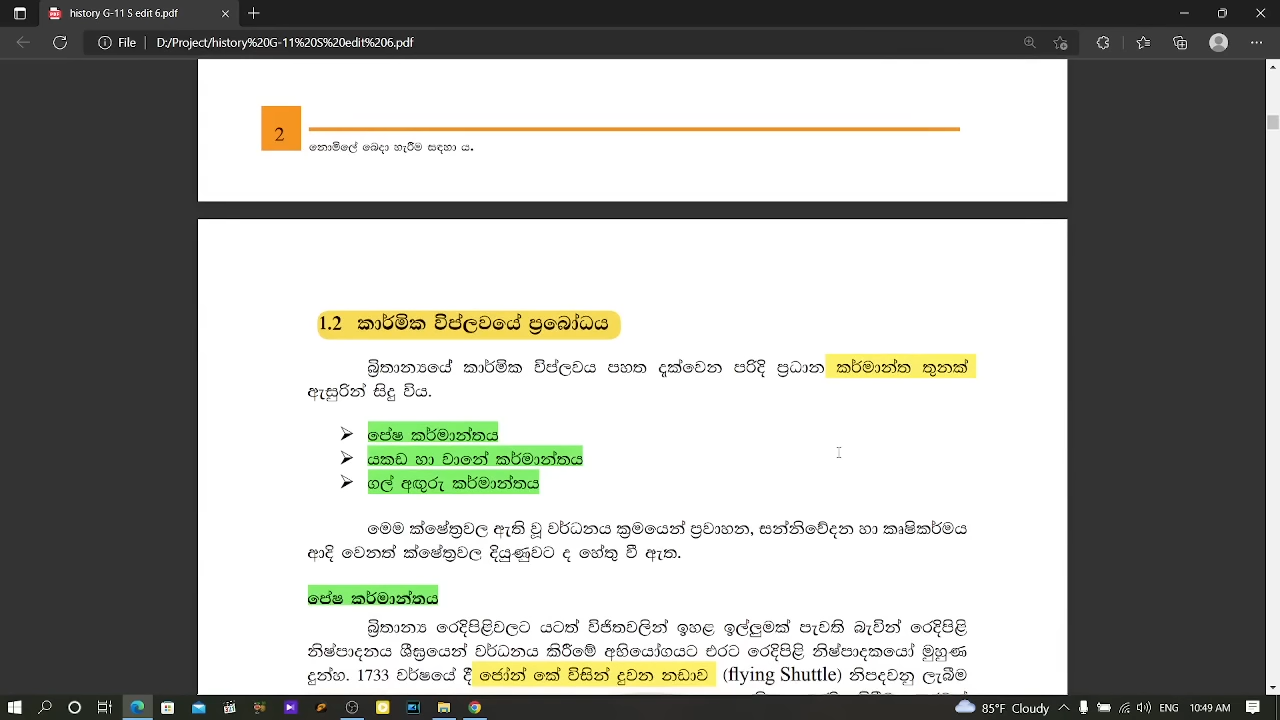 history G-11 S edit 6.pdf
File | D:/Project/history%20G-11%20S%20edit%206.pdf
2
නොමිලේ බෙදා හැරීම සඳහා ය.
1.2 කාර්මික විප්ලවයේ ප්‍රබෝධය
බ්‍රිතාන්‍යයේ කාර්මික විප්ලවය පහත දැක්වෙන පරිදි ප්‍රධාන කර්මාන්ත තුනක්
ඇසුරින් සිදු විය.
➢ පේෂ කර්මාන්තය
➢ යකඩ හා වානේ කර්මාන්තය
➢ ගල් අඟුරු කර්මාන්තය
මෙම ක්ෂේත්‍රවල ඇති වූ වර්ධනය ක්‍රමයෙන් ප්‍රවාහන, සන්නිවේදන හා කෘෂිකර්මය
ආදි වෙනත් ක්ෂේත්‍රවල දියුණුවට ද හේතු වී ඇත.
පේෂ කර්මාන්තය
බ්‍රිතාන්‍ය රෙදිපිළිවලට යටත් විජිතවලින් ඉහළ ඉල්ලුමක් පැවති බැවින් රෙදිපිළි
නිෂ්පාදනය ශීඝ්‍රයෙන් වර්ධනය කිරීමේ අභියෝගයට එරට රෙදිපිළි නිෂ්පාදකයෝ මුහුණ
දුන්හ. 1733 වර්ෂයේ දී ජෝන් කේ විසින් දුවන නඩාව (flying Shuttle) නිපදවනු ලැබීම
85°F Cloudy ENG 10:49 AM